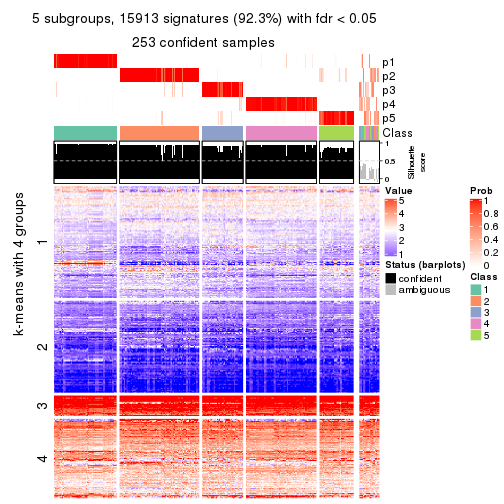 5 subgroups, 15913 signatures (92.3%) with fdr < 0.05
253 confident samples
p1
p2
p3
p4
p5
Class
1
0.5
0
Silhouette
score
k-means with 4 groups
1
2
3
4
Value
5
4
3
2
1
Status (barplots)
confident
ambiguous
Prob
1
0.8
0.6
0.4
0.2
0
Class
1
2
3
4
5